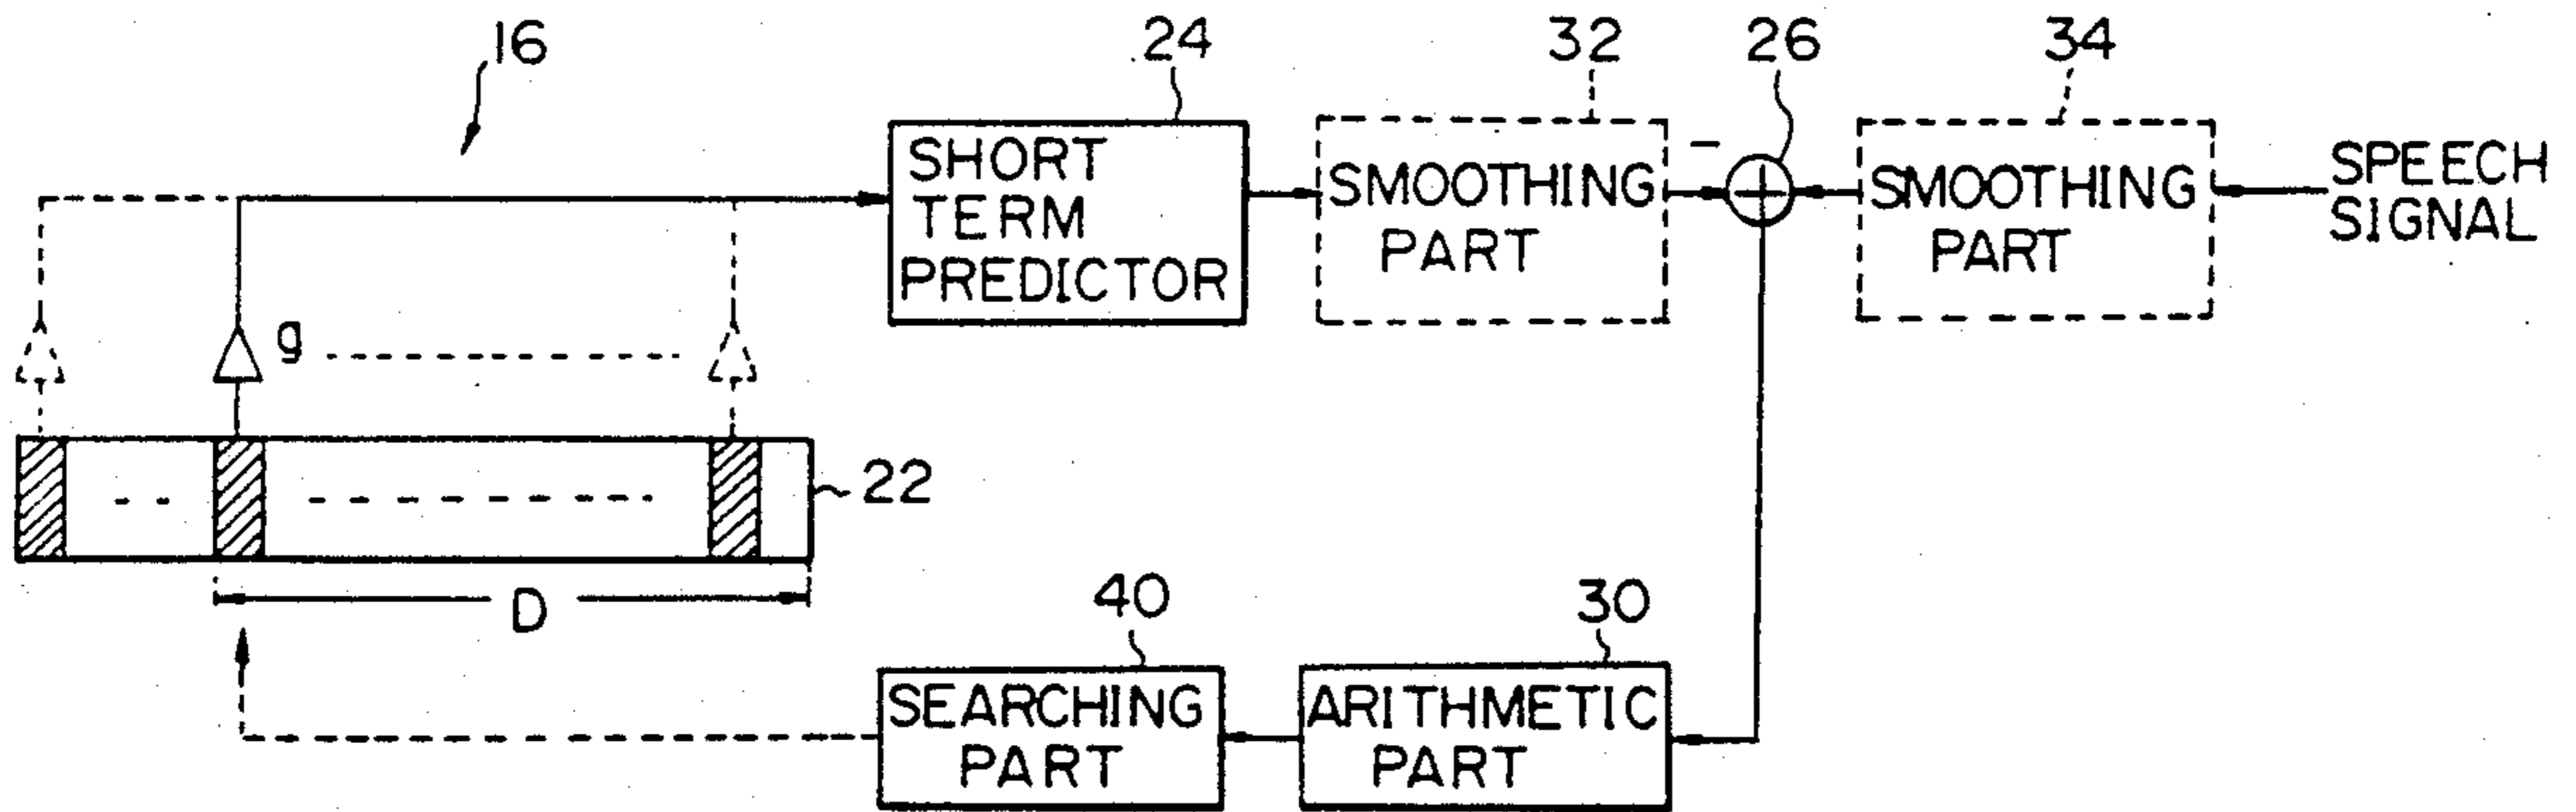 16
24
32
26
34
SHORT
TERM
PREDICTOR
SMOOTHING
PART
−
SMOOTHING
PART
SPEECH
SIGNAL
g
22
D
40
30
SEARCHING
PART
ARITHMETIC
PART